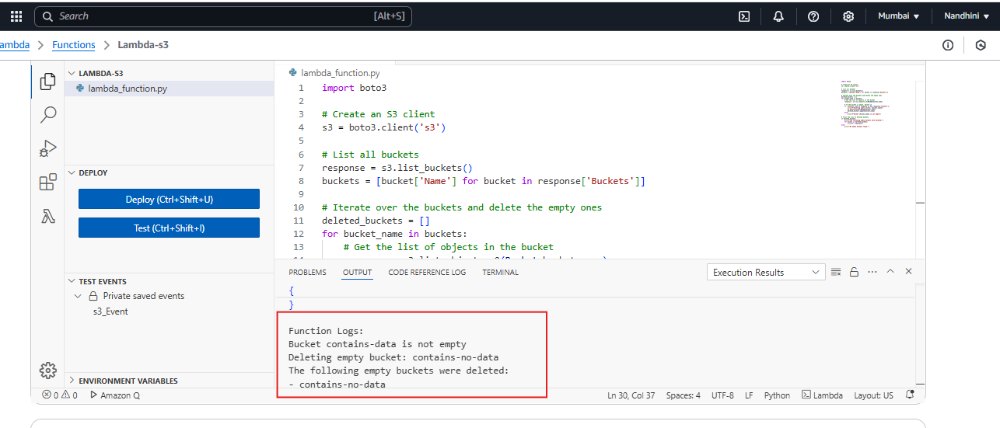 Search [Alt+S] Mumbai Nandhini
ambda Functions Lambda-s3
LAMBDA-S3
lambda_function.py
DEPLOY
Deploy (Ctrl+Shift+U)
Test (Ctrl+Shift+I)
TEST EVENTS
Private saved events
s3_Event
ENVIRONMENT VARIABLES
lambda_function.py
1 import boto3
2
3 # Create an S3 client
4 s3 = boto3.client('s3')
5
6 # List all buckets
7 response = s3.list_buckets()
8 buckets = [bucket['Name'] for bucket in response['Buckets']]
9
10 # Iterate over the buckets and delete the empty ones
11 deleted_buckets = []
12 for bucket_name in buckets:
13 # Get the list of objects in the bucket
PROBLEMS OUTPUT CODE REFERENCE LOG TERMINAL Execution Results
{
}
Function Logs:
Bucket contains-data is not empty
Deleting empty bucket: contains-no-data
The following empty buckets were deleted:
- contains-no-data
0 0 Amazon Q Ln 30, Col 37 Spaces: 4 UTF-8 LF Python Lambda Layout: US